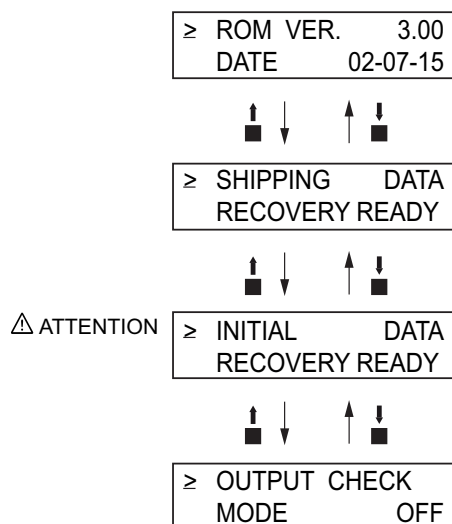 ≥ ROM VER. 3.00
DATE 02-07-15
≥ SHIPPING DATA
RECOVERY READY
⚠ ATTENTION
≥ INITIAL DATA
RECOVERY READY
≥ OUTPUT CHECK
MODE OFF